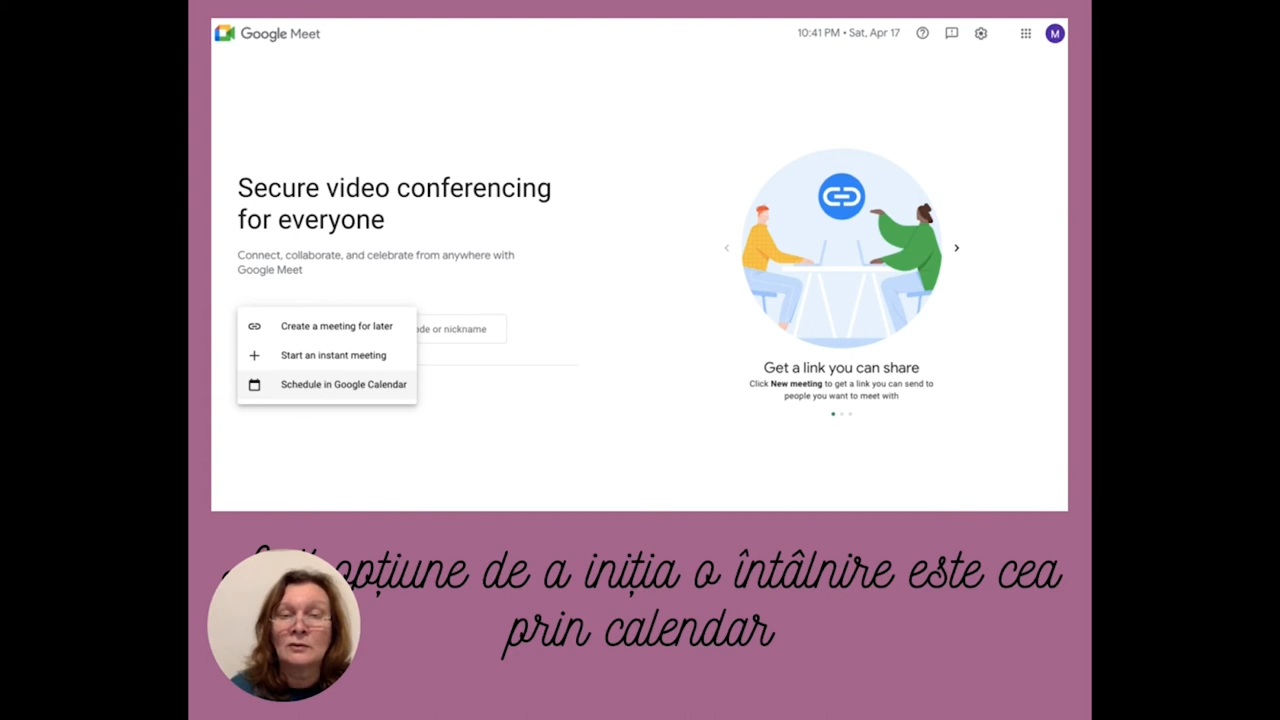 Google Meet
10:41 PM • Sat, Apr 17
M
Secure video conferencing
for everyone
Connect, collaborate, and celebrate from anywhere with
Google Meet
Create a meeting for later
or nickname
Start an instant meeting
Schedule in Google Calendar
Get a link you can share
Click New meeting to get a link you can send to
people you want to meet with
opțiune de a iniția o întâlnire este cea
prin calendar